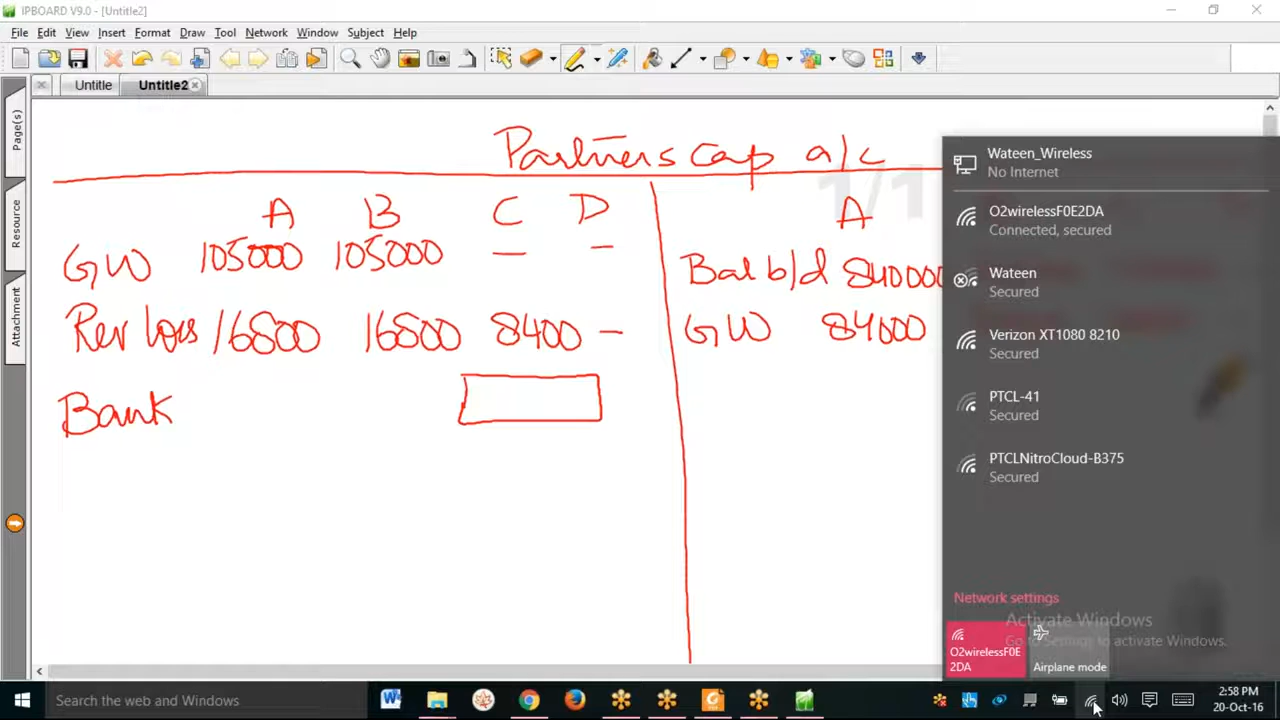 IPBOARD V9.0 - [Untitle2]
File Edit View Insert Format Draw Tool Network Window Subject Help
Untitle Untitle2
Page(s)
Resource
Attachment
Partners cap a/c
1/1
A B C D A
GW 105000 105000 — — Bal b/d 840000
Rev loss 16800 16800 8400 — GW 84000
Bank
Wateen_Wireless
No Internet
O2wirelessF0E2DA
Connected, secured
Wateen
Secured
Verizon XT1080 8210
Secured
PTCL-41
Secured
PTCLNitroCloud-B375
Secured
Network settings
Activate Windows
Go to Settings to activate Windows.
O2wirelessF0E
2DA
Airplane mode
Search the web and Windows
2:58 PM
20-Oct-16